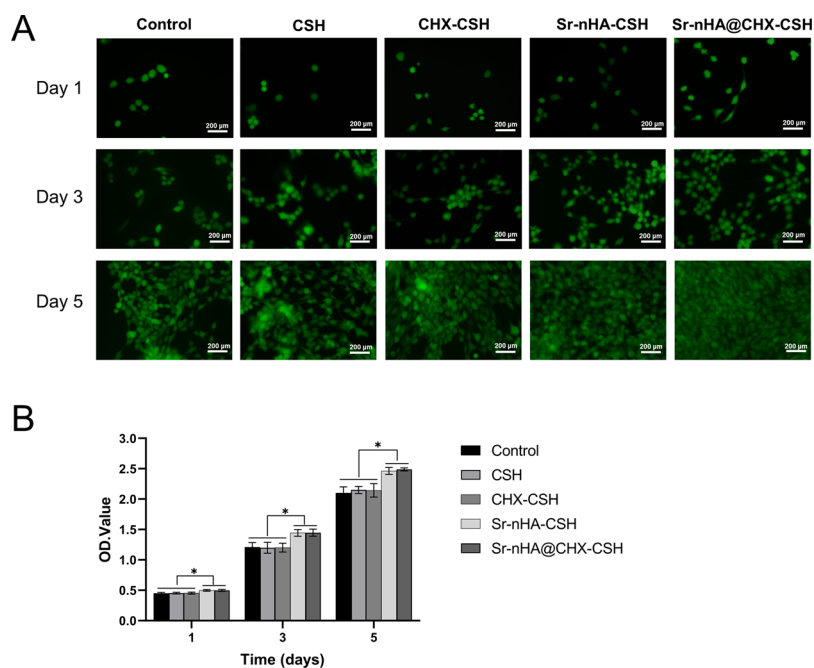 A
Control CSH CHX-CSH Sr-nHA-CSH Sr-nHA@CHX-CSH
Day 1
200 µm 200 µm 200 µm 200 µm 200 µm
Day 3
200 µm 200 µm 200 µm 200 µm 200 µm
Day 5
200 µm 200 µm 200 µm 200 µm 200 µm
B
3.0
2.5
2.0
1.5
1.0
0.5
0.0
OD.Value
* * *
1 3 5
Time (days)
Control
CSH
CHX-CSH
Sr-nHA-CSH
Sr-nHA@CHX-CSH